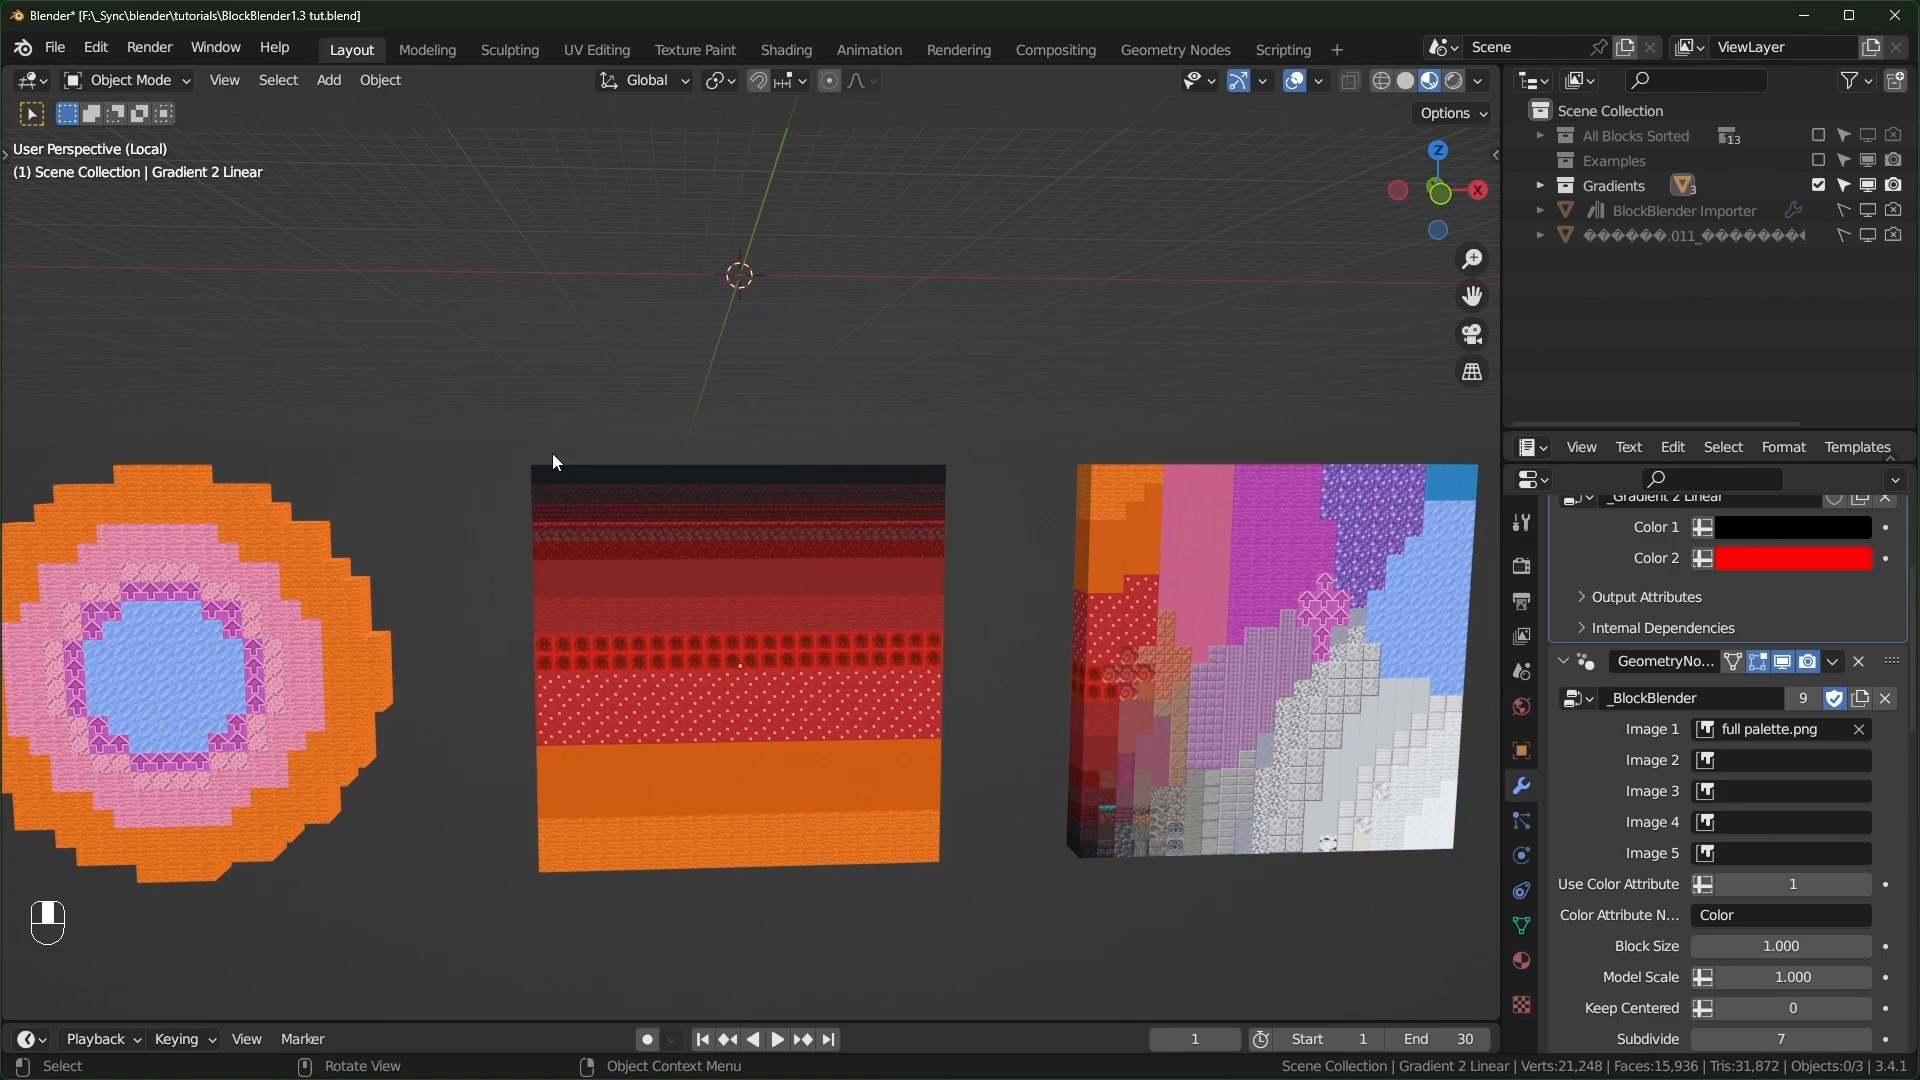 Blender* [F:\_Sync\blender\tutorials\BlockBlender1.3 tut.blend]
File Edit Render Window Help
Layout Modeling Sculpting UV Editing Texture Paint Shading Animation Rendering Compositing Geometry Nodes Scripting +
Scene
ViewLayer
Object Mode View Select Add Object
Global
Options
User Perspective (Local)
(1) Scene Collection | Gradient 2 Linear
Z
X
Scene Collection
All Blocks Sorted 13
Examples
Gradients 3
BlockBlender Importer
������.011_��������
View Text Edit Select Format Templates
_Gradient 2 Linear
Color 1
Color 2
Output Attributes
Internal Dependencies
GeometryNo...
_BlockBlender 9
Image 1 full palette.png
Image 2
Image 3
Image 4
Image 5
Use Color Attribute 1
Color Attribute N... Color
Block Size 1.000
Model Scale 1.000
Keep Centered 0
Subdivide 7
Playback Keying View Marker
1
Start 1
End 30
Select
Rotate View
Object Context Menu
Scene Collection | Gradient 2 Linear | Verts:21,248 | Faces:15,936 | Tris:31,872 | Objects:0/3 | 3.4.1